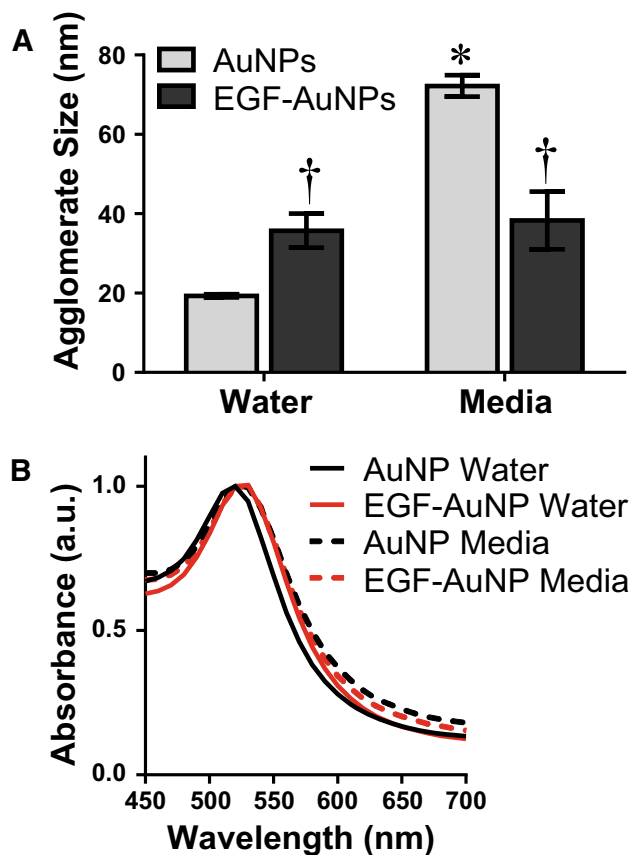 A
Agglomerate Size (nm)
80
60
40
20
0
AuNPs
EGF-AuNPs
*
†
†
Water
Media
B
Absorbance (a.u.)
1.0
0.5
0.0
AuNP Water
EGF-AuNP Water
AuNP Media
EGF-AuNP Media
450 500 550 600 650 700
Wavelength (nm)